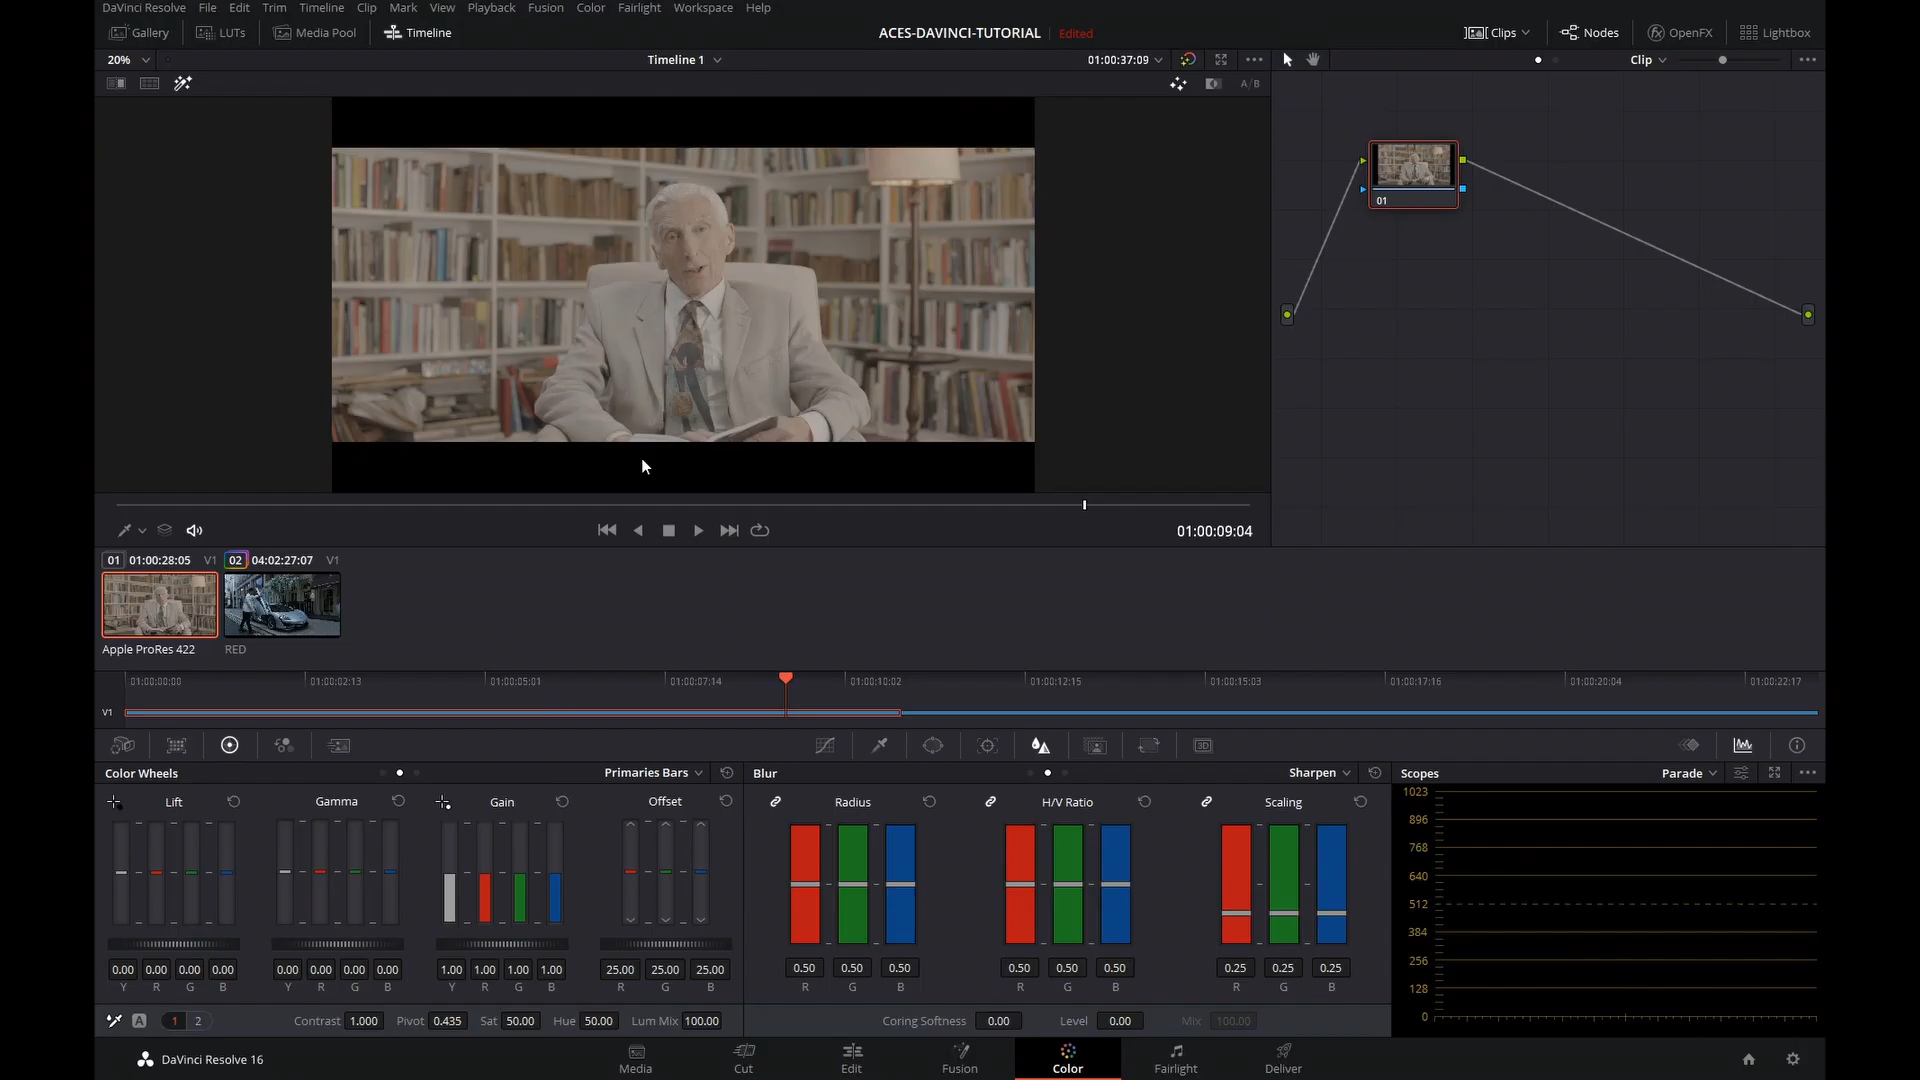 DaVinci Resolve File Edit Trim Timeline Clip Mark View Playback Fusion Color Fairlight Workspace Help
Gallery LUTs Media Pool Timeline ACES-DAVINCI-TUTORIAL Edited Clips Nodes OpenFX Lightbox
20% Timeline 1 01:00:37:09 Clip
A/B
01:00:09:04
01 01:00:28:05 V1 02 04:02:27:07 V1
Apple ProRes 422 RED
01
01:00:00:00 01:00:02:13 01:00:05:01 01:00:07:14 01:00:10:02 01:00:12:15 01:00:15:03 01:00:17:16 01:00:20:04 01:00:22:17
V1
3D
Color Wheels Primaries Bars Blur Sharpen Scopes Parade
Lift Gamma Gain Offset Radius H/V Ratio Scaling
1023
896
768
640
512
384
256
128
0
0.00 0.00 0.00 0.00 0.00 0.00 0.00 0.00 1.00 1.00 1.00 1.00 25.00 25.00 25.00 0.50 0.50 0.50 0.50 0.50 0.50 0.25 0.25 0.25
Y R G B Y R G B Y R G B R G B R G B R G B R G B
A 1 2 Contrast 1.000 Pivot 0.435 Sat 50.00 Hue 50.00 Lum Mix 100.00 Coring Softness 0.00 Level 0.00 Mix 100.00
DaVinci Resolve 16 Media Cut Edit Fusion Color Fairlight Deliver